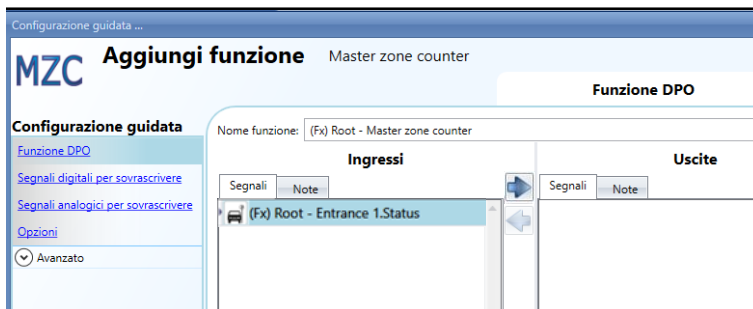 Configurazione guidata ...
MZC
Aggiungi funzione
Master zone counter
Funzione DPO
Configurazione guidata
Funzione DPO
Segnali digitali per sovrascrivere
Segnali analogici per sovrascrivere
Opzioni
Avanzato
Nome funzione: (Fx) Root - Master zone counter
Ingressi
Segnali
Note
(Fx) Root - Entrance 1.Status
Uscite
Segnali
Note